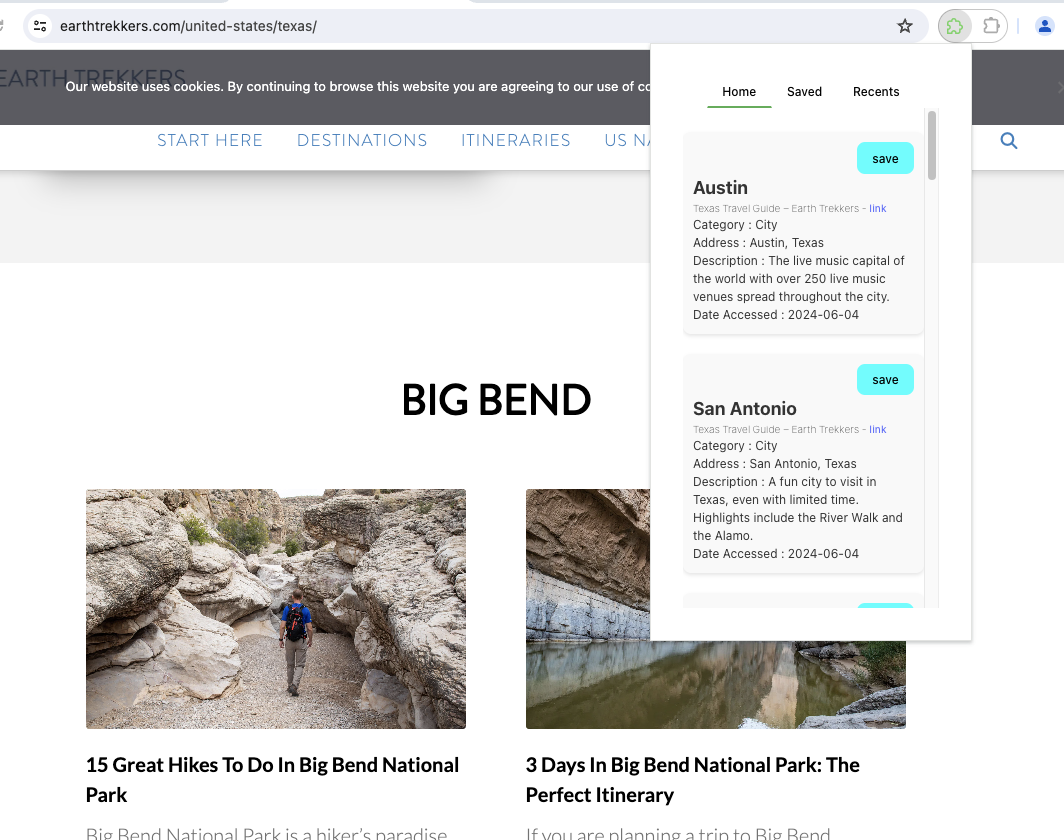 earthtrekkers.com/united-states/texas/
EARTH TREKKERS
Our website uses cookies. By continuing to browse this website you are agreeing to our use of
START HERE
DESTINATIONS
ITINERARIES
US
Home
Saved
Recents
save
Austin
Texas Travel Guide – Earth Trekkers - link
Category : City
Address : Austin, Texas
Description : The live music capital of
the world with over 250 live music
venues spread throughout the city.
Date Accessed : 2024-06-04
save
San Antonio
Texas Travel Guide – Earth Trekkers - link
Category : City
Address : San Antonio, Texas
Description : A fun city to visit in
Texas, even with limited time.
Highlights include the River Walk and
the Alamo.
Date Accessed : 2024-06-04
BIG BEND
15 Great Hikes To Do In Big Bend National
Park
Big Bend National Park is a hiker’s paradise
3 Days In Big Bend National Park: The
Perfect Itinerary
If you are planning a trip to Big Bend